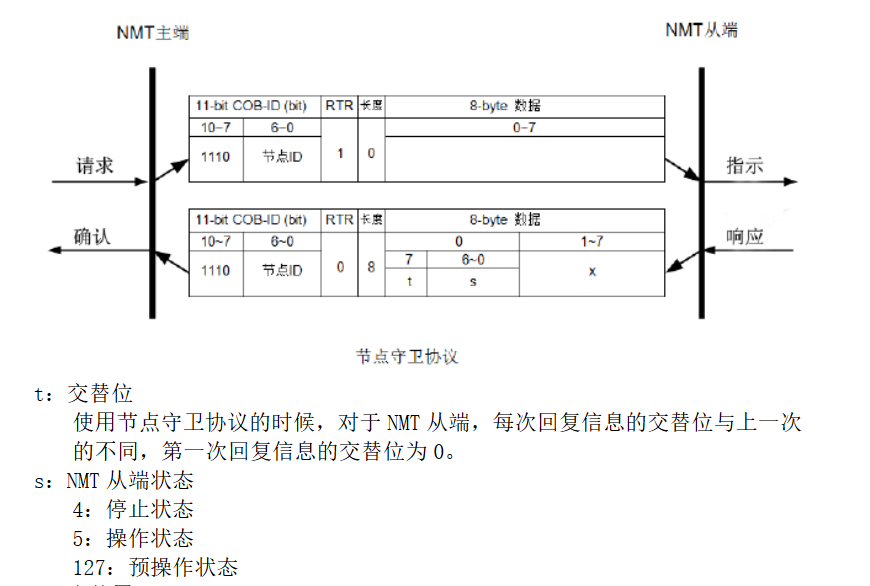 NMT主端
NMT从端
11-bit COB-ID (bit) RTR 长度 8-byte 数据
10~7 6~0 0~7
1110 节点ID 1 0
请求
指示
11-bit COB-ID (bit) RTR 长度 8-byte 数据
10~7 6~0 0 1~7
确认
响应
7 6~0
1110 节点ID 0 8 t s x
节点守卫协议
t: 交替位
使用节点守卫协议的时候，对于 NMT 从端，每次回复信息的交替位与上一次
的不同，第一次回复信息的交替位为 0。
s: NMT 从端状态
4: 停止状态
5: 操作状态
127: 预操作状态